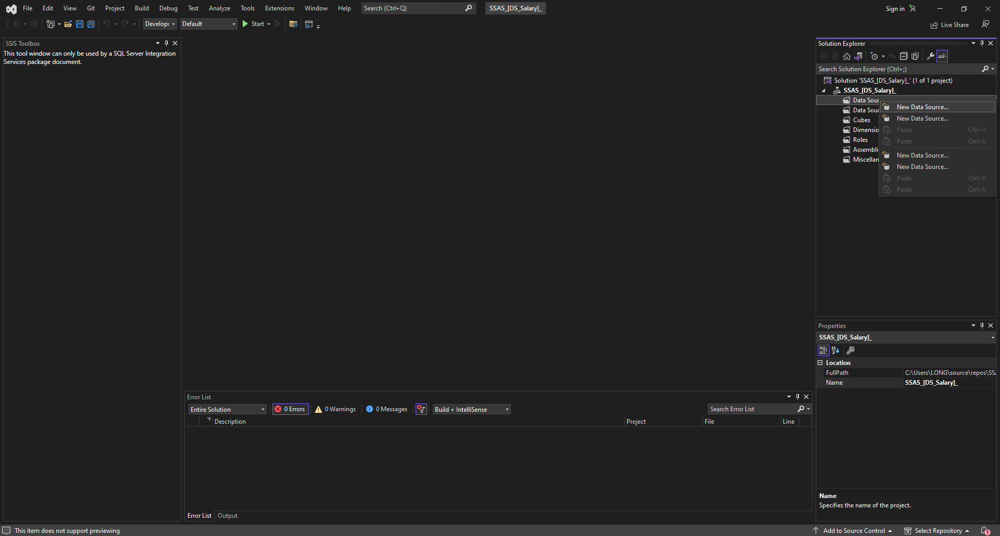 File Edit View Git Project Build Debug Test Analyze Tools Extensions Window Help Search (Ctrl+Q) SSAS_[DS_Salary]_ Sign in
Develop Default Start Live Share
SSIS Toolbox
This tool window can only be used by a SQL Server Integration
Services package document.
Solution Explorer
Search Solution Explorer (Ctrl+;)
Solution 'SSAS_[DS_Salary]_' (1 of 1 project)
SSAS_[DS_Salary]_
Data Sour
Data Sour
Cubes
Dimensio
Roles
Assembli
Miscellan
New Data Source...
New Data Source...
Paste Ctrl+V
Paste Ctrl+V
New Data Source...
New Data Source...
Paste Ctrl+V
Paste Ctrl+V
Properties
SSAS_[DS_Salary]_
Location
FullPath C:\Users\LONG\source\repos\SSA
Name SSAS_[DS_Salary]_
Name
Specifies the name of the project.
Error List
Entire Solution 0 Errors 0 Warnings 0 Messages Build + IntelliSense Search Error List
Description Project File Line
Error List Output
This item does not support previewing Add to Source Control Select Repository 1